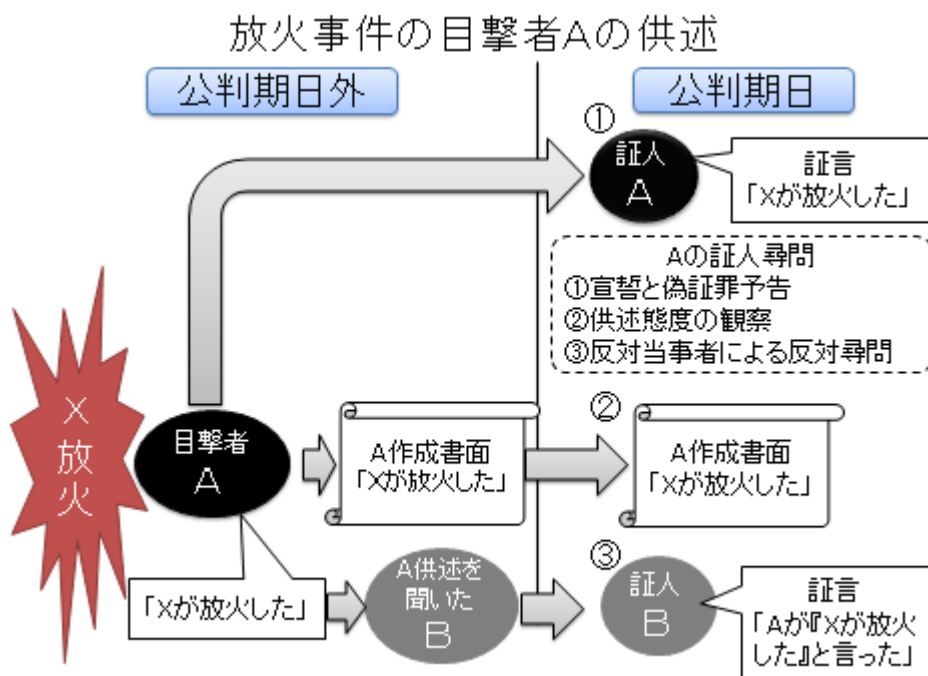 放火事件の目撃者Aの供述
公判期日外
公判期日
①
証人
A
証言
「Xが放火した」
Aの証人尋問
①宣誓と偽証罪予告
②供述態度の観察
③反対当事者による反対尋問
X
放
火
目撃者
A
A作成書面
「Xが放火した」
②
A作成書面
「Xが放火した」
「Xが放火した」
A供述を
聞いた
B
③
証人
B
証言
「Aが『Xが放火
した』と言った」